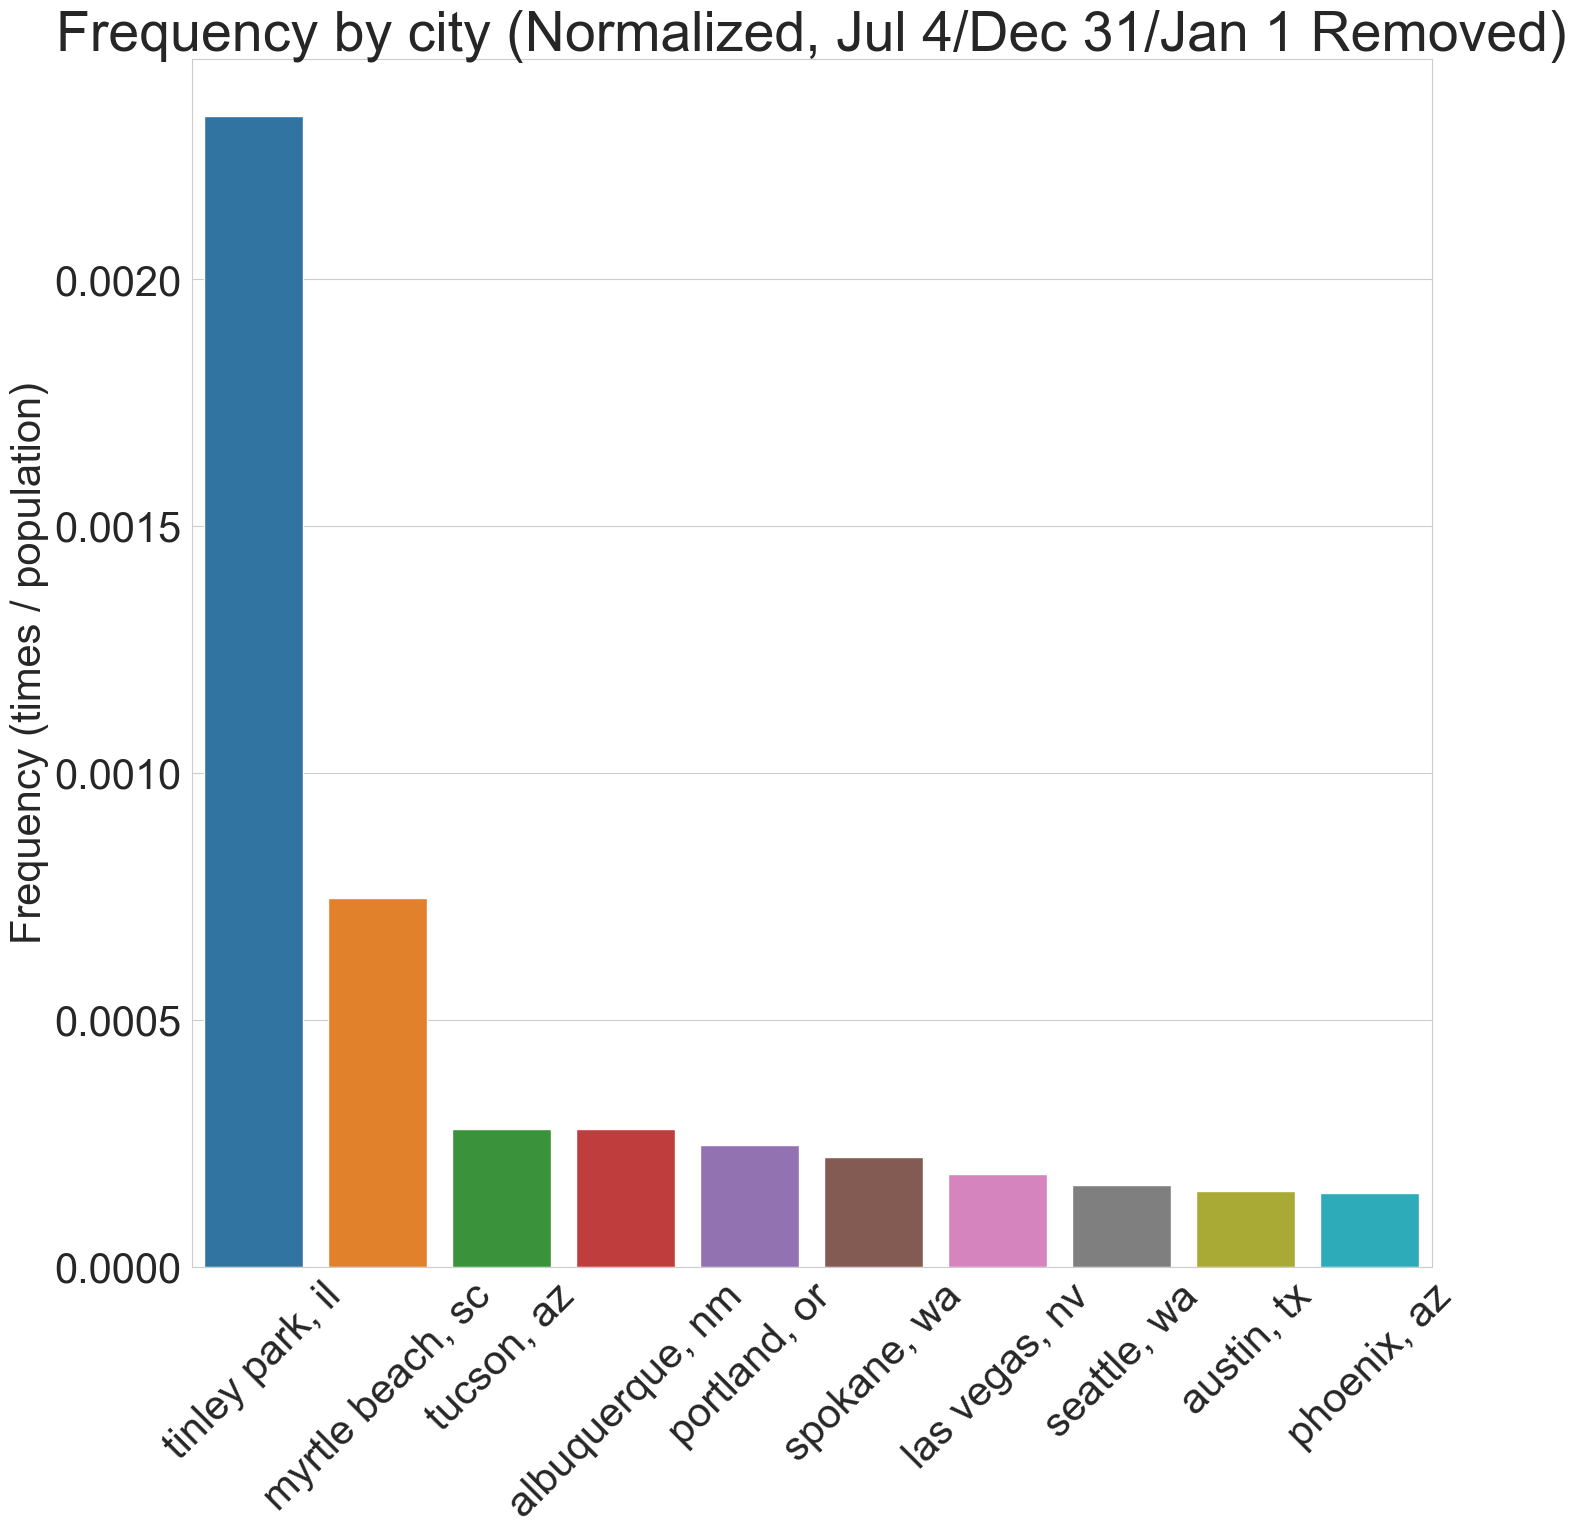 Frequency by city (Normalized, Jul 4/Dec 31/Jan 1 Removed)
Frequency (times / population)
0.0020
0.0015
0.0010
0.0005
0.0000
tinley park, il
myrtle beach, sc
tucson, az
albuquerque, nm
portland, or
spokane, wa
las vegas, nv
seattle, wa
austin, tx
phoenix, az